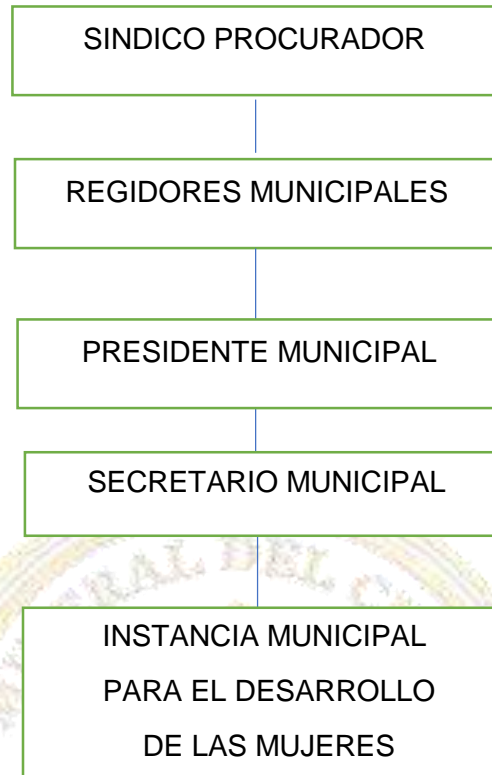 SINDICO PROCURADOR
REGIDORES MUNICIPALES
PRESIDENTE MUNICIPAL
SECRETARIO MUNICIPAL
INSTANCIA MUNICIPAL
PARA EL DESARROLLO
DE LAS MUJERES